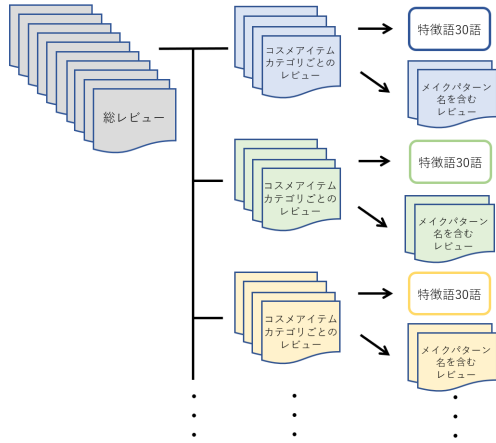 総レビュー
コスメアイテム
カテゴリごとの
レビュー
特徴語30語
メイクパターン
名を含む
レビュー
コスメアイテム
カテゴリごとの
レビュー
特徴語30語
メイクパターン
名を含む
レビュー
コスメアイテム
カテゴリごとの
レビュー
特徴語30語
メイクパターン
名を含む
レビュー